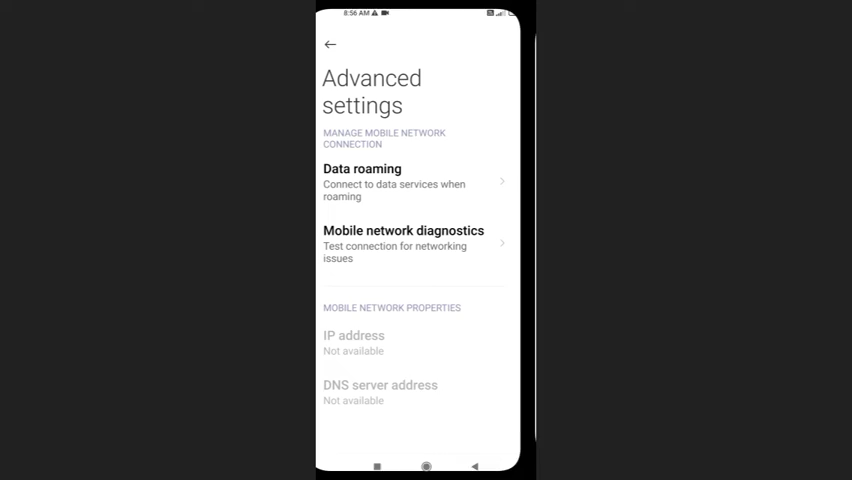 8:56 AM
Advanced
settings
MANAGE MOBILE NETWORK
CONNECTION
Data roaming
Connect to data services when
roaming
Mobile network diagnostics
Test connection for networking
issues
MOBILE NETWORK PROPERTIES
IP address
Not available
DNS server address
Not available